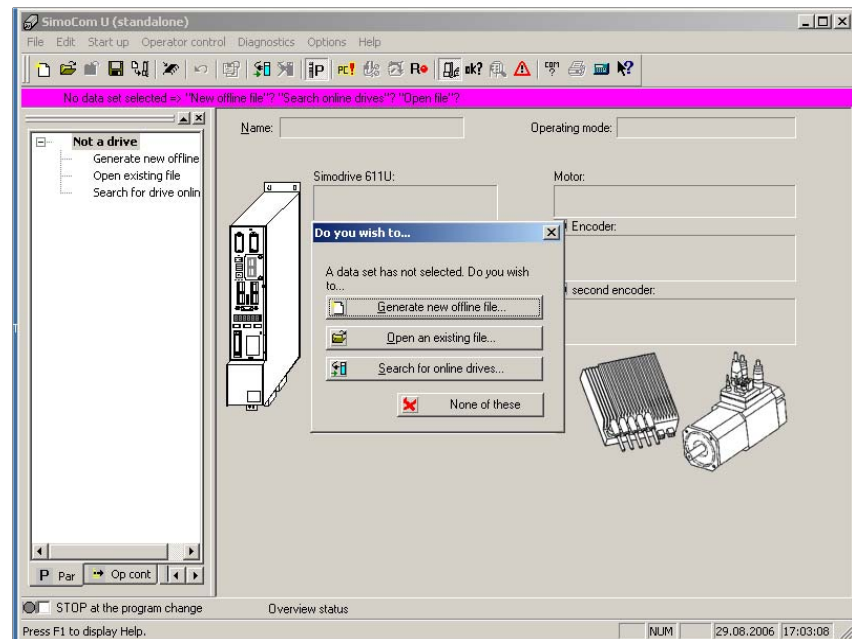 SimoCom U (standalone)
File Edit Start up Operator control Diagnostics Options Help
P PC! R ok? com ?
No data set selected => "New offline file"? "Search online drives"? "Open file"?
Not a drive
Generate new offline
Open existing file
Search for drive onlin
Name:
Operating mode:
Simodrive 611U:
Motor:
Encoder:
second encoder:
Do you wish to...
A data set has not selected. Do you wish
to...
Generate new offline file...
Open an existing file...
Search for online drives...
None of these
P Par Op cont
STOP at the program change
Overview status
Press F1 to display Help.
NUM
29.08.2006
17:03:08